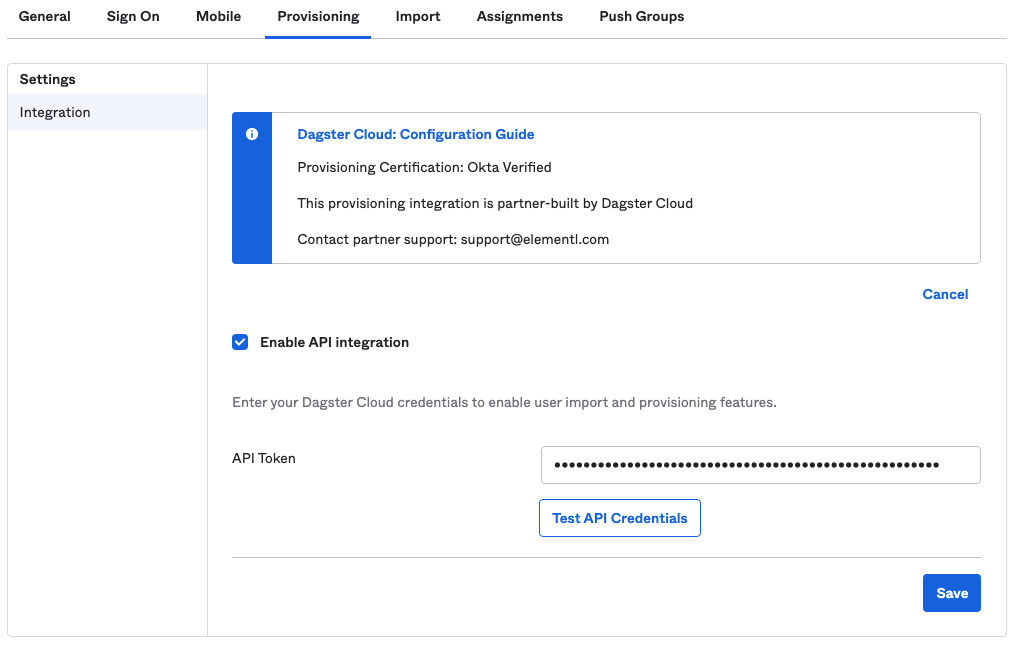 General Sign On Mobile Provisioning Import Assignments Push Groups
Settings
Integration
Dagster Cloud: Configuration Guide
Provisioning Certification: Okta Verified
This provisioning integration is partner-built by Dagster Cloud
Contact partner support: support@elementl.com
Cancel
Enable API integration
Enter your Dagster Cloud credentials to enable user import and provisioning features.
API Token
Test API Credentials
Save